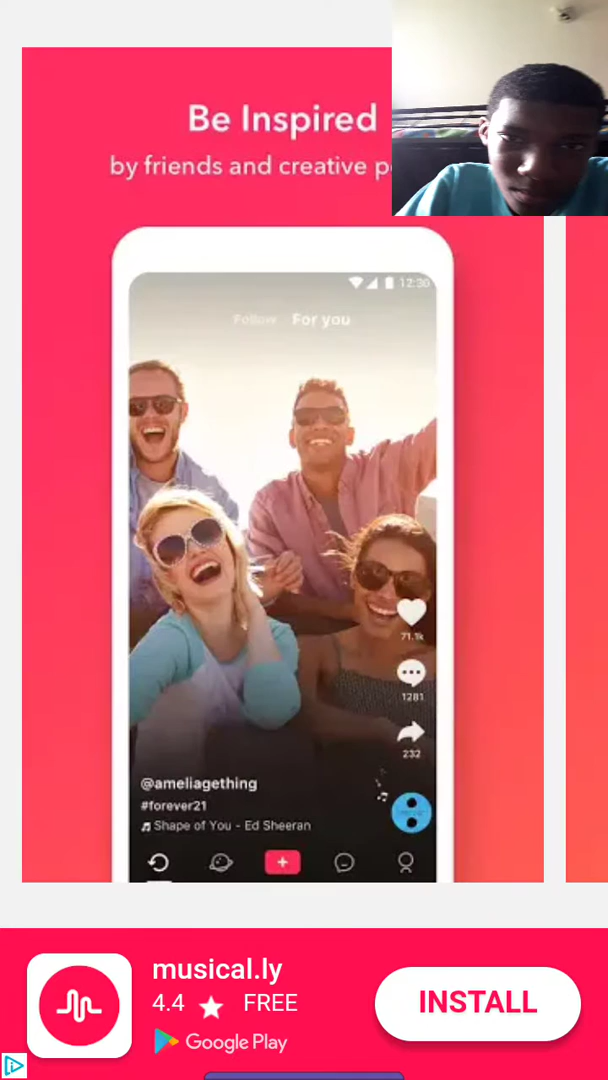 Be Inspired
by friends and creative
12:30
Follow For you
71.1k
1281
232
@ameliagething
#forever21
Shape of You - Ed Sheeran
musical.ly
4.4 FREE
Google Play
INSTALL